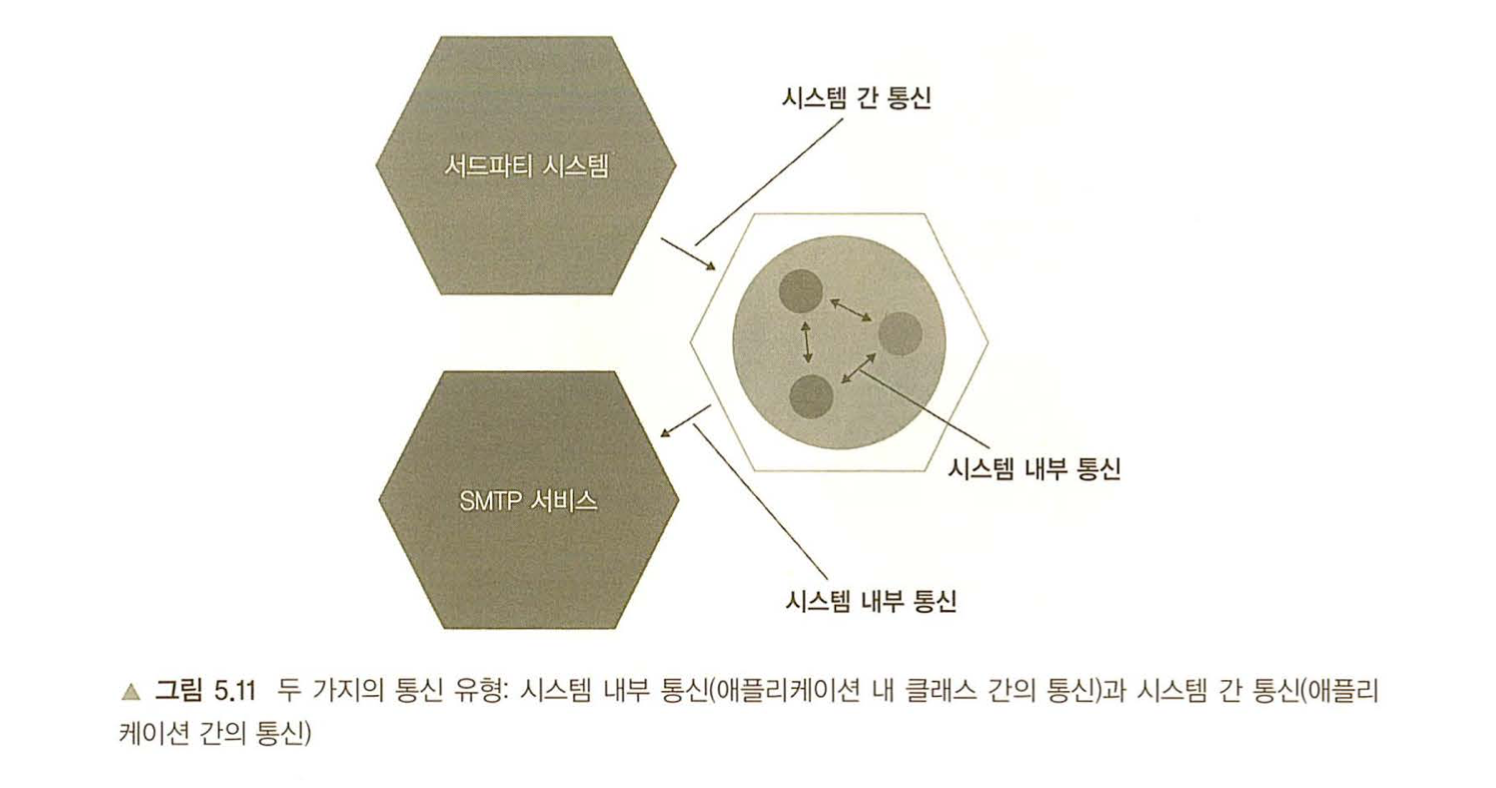 시스템 간 통신
서드파티 시스템
시스템 내부 통신
SMTP 서비스
시스템 내부 통신
▲ 그림 5.11 두 가지의 통신 유형: 시스템 내부 통신(애플리케이션 내 클래스 간의 통신)과 시스템 간 통신(애플리
케이션 간의 통신)